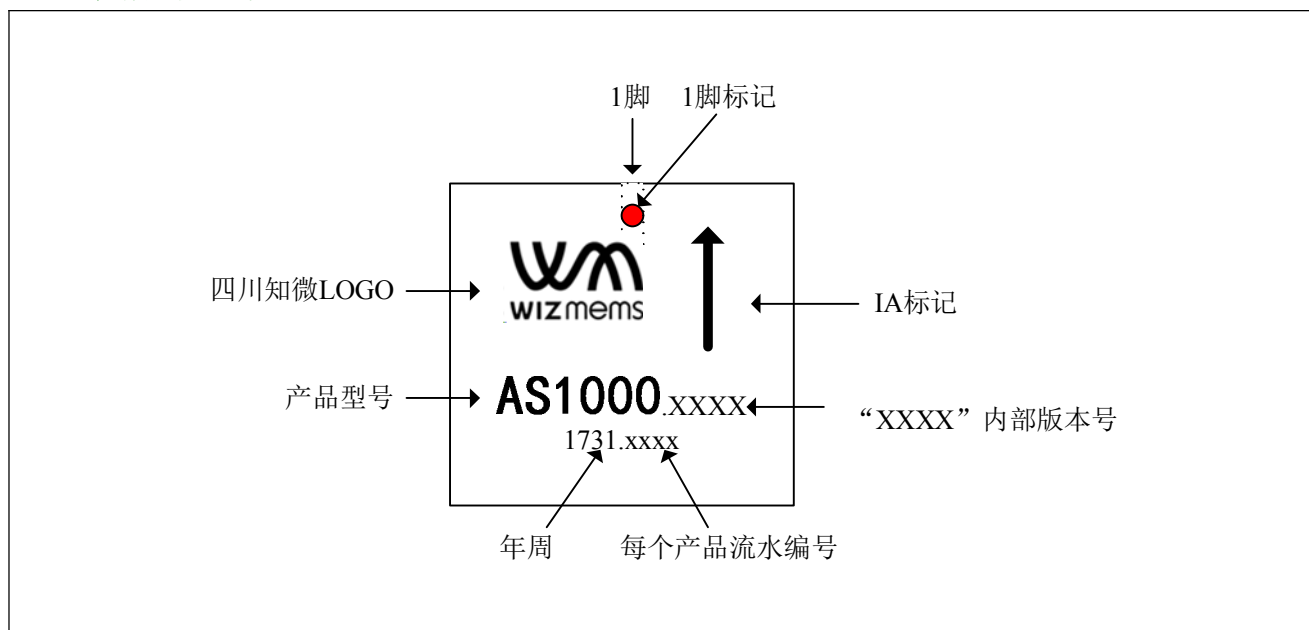 1脚 1脚标记
WM
wizmems
四川知微LOGO
IA标记
产品型号
AS1000.XXXX
“XXXX”内部版本号
1731.xxxx
年周
每个产品流水编号